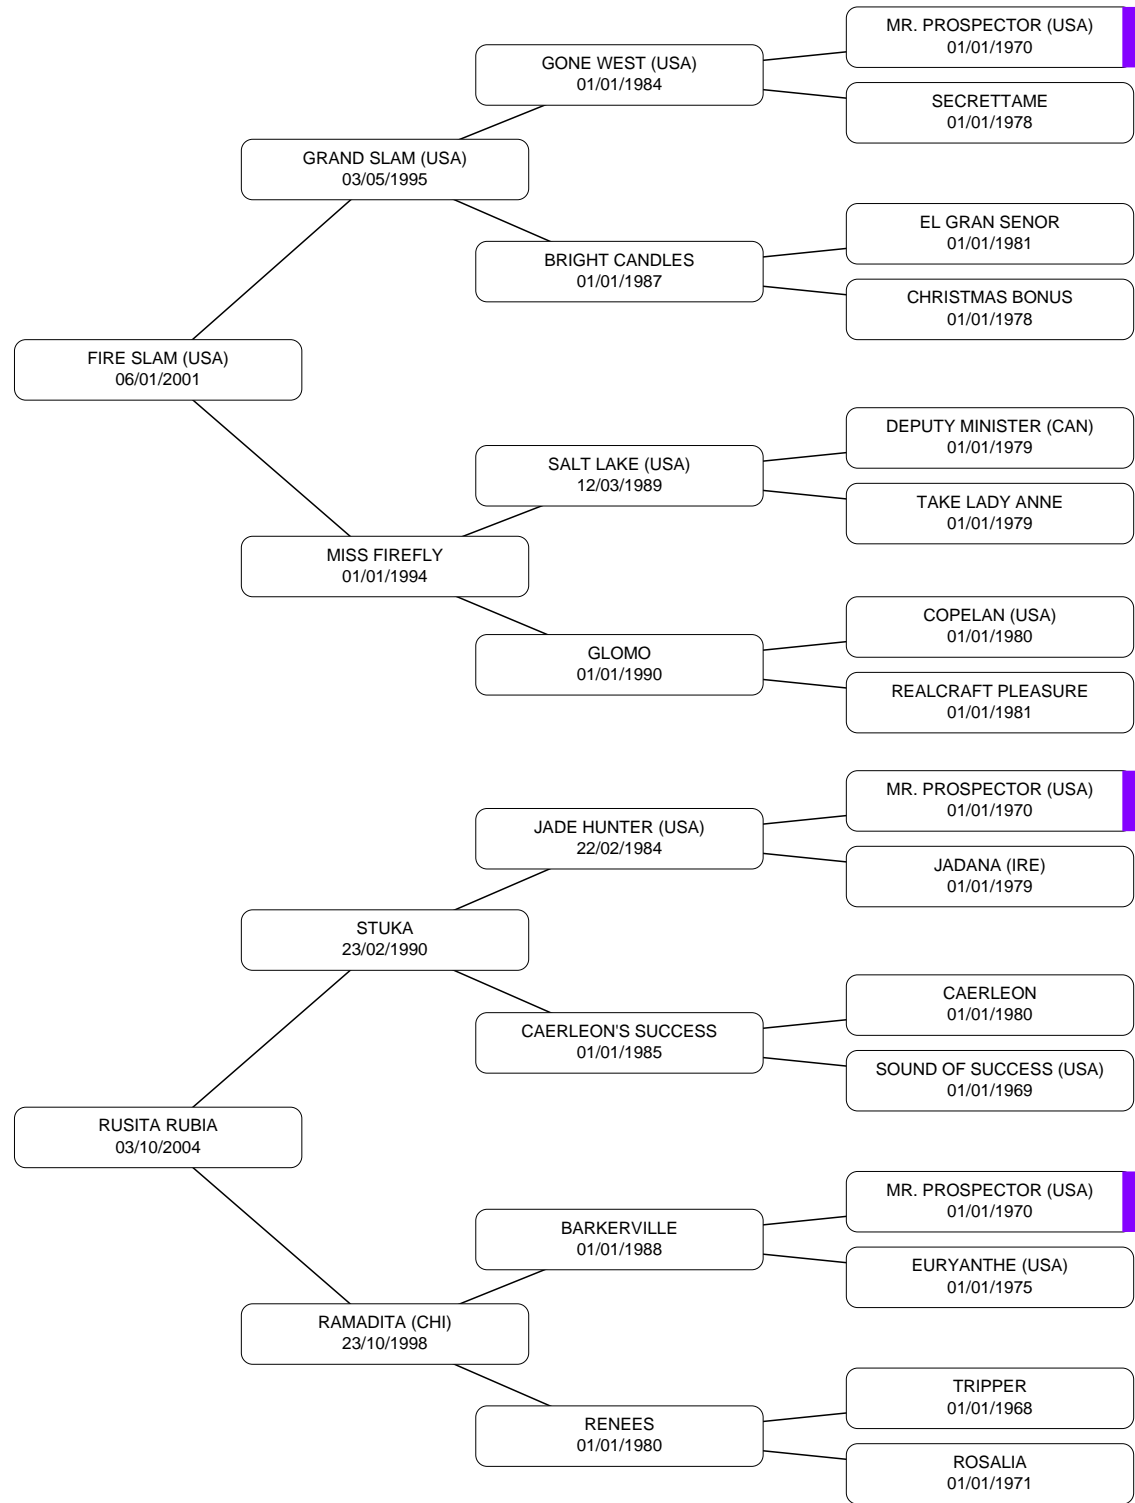 MR. PROSPECTOR (USA)
01/01/1970
GONE WEST (USA)
01/01/1984
SECRETTAME
01/01/1978
GRAND SLAM (USA)
03/05/1995
EL GRAN SENOR
01/01/1981
BRIGHT CANDLES
01/01/1987
CHRISTMAS BONUS
01/01/1978
FIRE SLAM (USA)
06/01/2001
DEPUTY MINISTER (CAN)
01/01/1979
SALT LAKE (USA)
12/03/1989
TAKE LADY ANNE
01/01/1979
MISS FIREFLY
01/01/1994
COPELAN (USA)
01/01/1980
GLOMO
01/01/1990
REALCRAFT PLEASURE
01/01/1981
MR. PROSPECTOR (USA)
01/01/1970
JADE HUNTER (USA)
22/02/1984
JADANA (IRE)
01/01/1979
STUKA
23/02/1990
CAERLEON
01/01/1980
CAERLEON'S SUCCESS
01/01/1985
SOUND OF SUCCESS (USA)
01/01/1969
RUSITA RUBIA
03/10/2004
MR. PROSPECTOR (USA)
01/01/1970
BARKERVILLE
01/01/1988
EURYANTHE (USA)
01/01/1975
RAMADITA (CHI)
23/10/1998
TRIPPER
01/01/1968
RENEES
01/01/1980
ROSALIA
01/01/1971